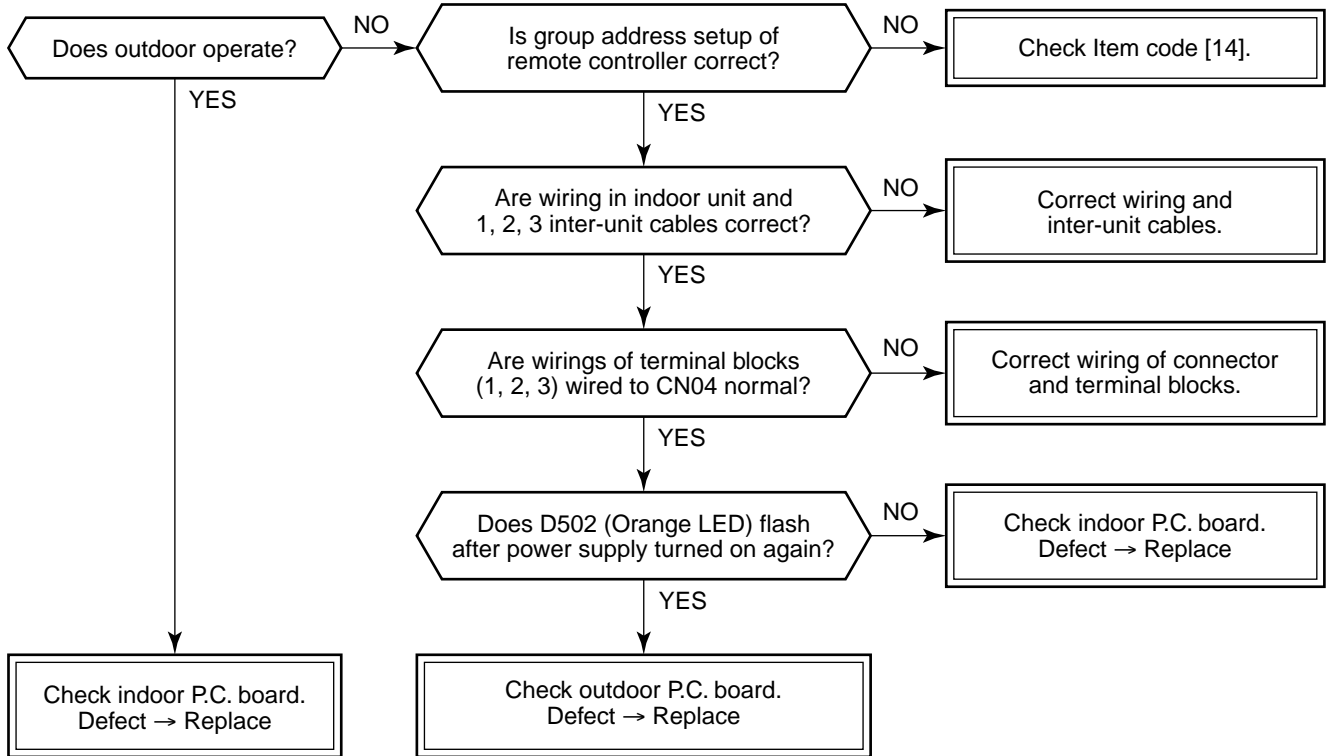 Does outdoor operate?
NO
Is group address setup of
remote controller correct?
NO
Check Item code [14].
YES
YES
Are wiring in indoor unit and
1, 2, 3 inter-unit cables correct?
NO
Correct wiring and
inter-unit cables.
YES
Are wirings of terminal blocks
(1, 2, 3) wired to CN04 normal?
NO
Correct wiring of connector
and terminal blocks.
YES
Does D502 (Orange LED) flash
after power supply turned on again?
NO
Check indoor P.C. board.
Defect → Replace
YES
Check indoor P.C. board.
Defect → Replace
Check outdoor P.C. board.
Defect → Replace